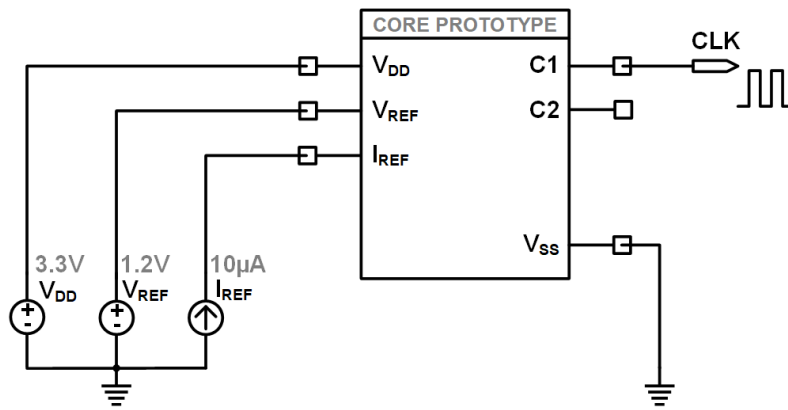 CORE PROTOTYPE
CLK
VDD
C1
VREF
C2
IREF
VSS
3.3V
VDD
1.2V
VREF
10µA
IREF